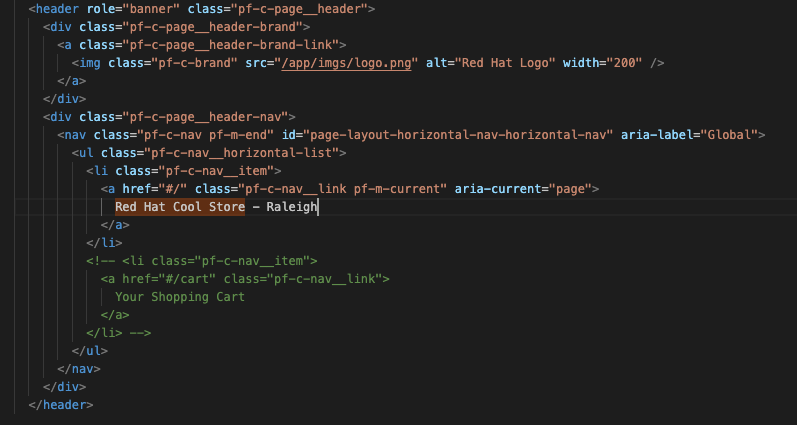 <header role="banner" class="pf-c-page__header">
<div class="pf-c-page__header-brand">
<a class="pf-c-page__header-brand-link">
<img class="pf-c-brand" src="/app/imgs/logo.png" alt="Red Hat Logo" width="200" />
</a>
</div>
<div class="pf-c-page__header-nav">
<nav class="pf-c-nav pf-m-end" id="page-layout-horizontal-nav-horizontal-nav" aria-label="Global">
<ul class="pf-c-nav__horizontal-list">
<li class="pf-c-nav__item">
<a href="#/" class="pf-c-nav__link pf-m-current" aria-current="page">
Red Hat Cool Store - Raleigh
</a>
</li>
<!-- <li class="pf-c-nav__item">
<a href="#/cart" class="pf-c-nav__link">
Your Shopping Cart
</a>
</li> -->
</ul>
</nav>
</div>
</header>